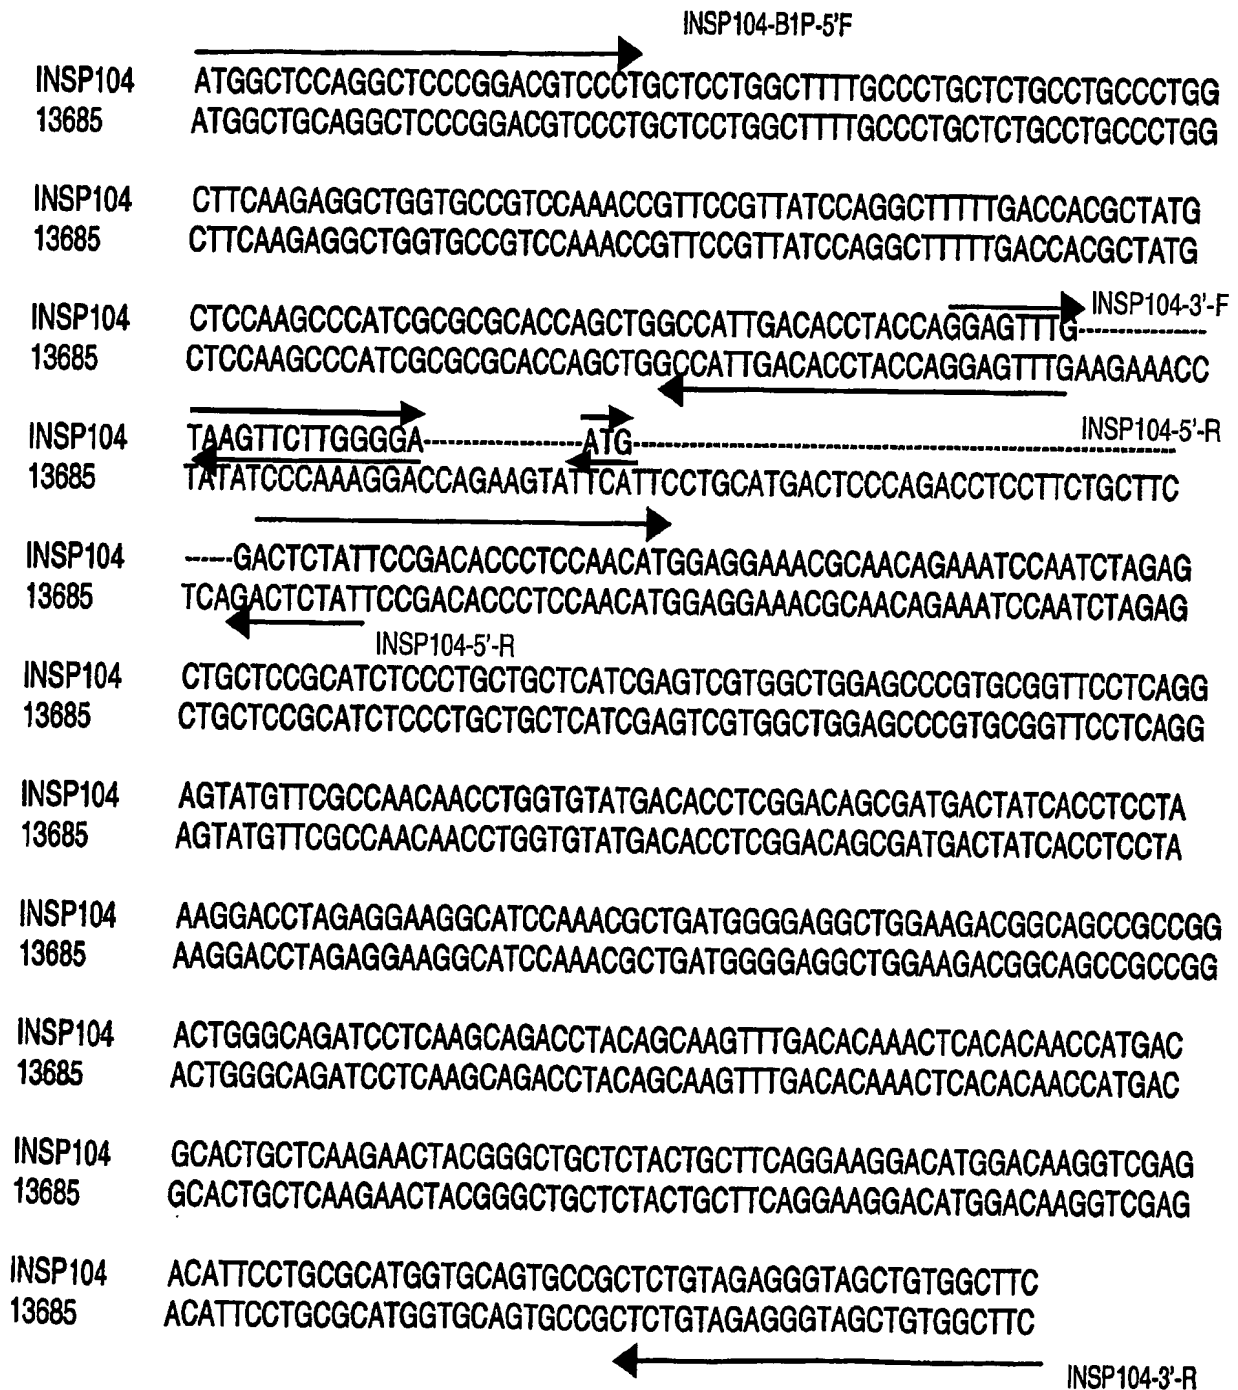 INSP104-B1P-5'F
INSP104 ATGGCTCCAGGCTCCCGGACGTCCCTGCTCCTGGCTTTTGCCCTGCTCTGCCTGCCCTGG
13685 ATGGCTGCAGGCTCCCGGACGTCCCTGCTCCTGGCTTTTGCCCTGCTCTGCCTGCCCTGG
INSP104 CTTCAAGAGGCTGGTGCCGTCCAAACCGTTCCGTTATCCAGGCTTTTTGACCACGCTATG
13685 CTTCAAGAGGCTGGTGCCGTCCAAACCGTTCCGTTATCCAGGCTTTTTGACCACGCTATG
INSP104-3'-F
INSP104 CTCCAAGCCCATCGCGCGCACCAGCTGGCCATTGACACCTACCAGGAGTTTG---------------
13685 CTCCAAGCCCATCGCGCGCACCAGCTGGCCATTGACACCTACCAGGAGTTTGAAGAAACC
INSP104 TAAGTTCTTGGGGA------------------ATG------------------------------------------------ INSP104-5'-R
13685 TATATCCCAAAGGACCAGAAGTATTCATTCCTGCATGACTCCCAGACCTCCTTCTGCTTC
INSP104 -----GACTCTATTCCGACACCCTCCAACATGGAGGAAACGCAACAGAAATCCAATCTAGAG
13685 TCAGACTCTATTCCGACACCCTCCAACATGGAGGAAACGCAACAGAAATCCAATCTAGAG
INSP104-5'-R
INSP104 CTGCTCCGCATCTCCCTGCTGCTCATCGAGTCGTGGCTGGAGCCCGTGCGGTTCCTCAGG
13685 CTGCTCCGCATCTCCCTGCTGCTCATCGAGTCGTGGCTGGAGCCCGTGCGGTTCCTCAGG
INSP104 AGTATGTTCGCCAACAACCTGGTGTATGACACCTCGGACAGCGATGACTATCACCTCCTA
13685 AGTATGTTCGCCAACAACCTGGTGTATGACACCTCGGACAGCGATGACTATCACCTCCTA
INSP104 AAGGACCTAGAGGAAGGCATCCAAACGCTGATGGGGAGGCTGGAAGACGGCAGCCGCCGG
13685 AAGGACCTAGAGGAAGGCATCCAAACGCTGATGGGGAGGCTGGAAGACGGCAGCCGCCGG
INSP104 ACTGGGCAGATCCTCAAGCAGACCTACAGCAAGTTTGACACAAACTCACACAACCATGAC
13685 ACTGGGCAGATCCTCAAGCAGACCTACAGCAAGTTTGACACAAACTCACACAACCATGAC
INSP104 GCACTGCTCAAGAACTACGGGCTGCTCTACTGCTTCAGGAAGGACATGGACAAGGTCGAG
13685 GCACTGCTCAAGAACTACGGGCTGCTCTACTGCTTCAGGAAGGACATGGACAAGGTCGAG
INSP104 ACATTCCTGCGCATGGTGCAGTGCCGCTCTGTAGAGGGTAGCTGTGGCTTC
13685 ACATTCCTGCGCATGGTGCAGTGCCGCTCTGTAGAGGGTAGCTGTGGCTTC
INSP104-3'-R